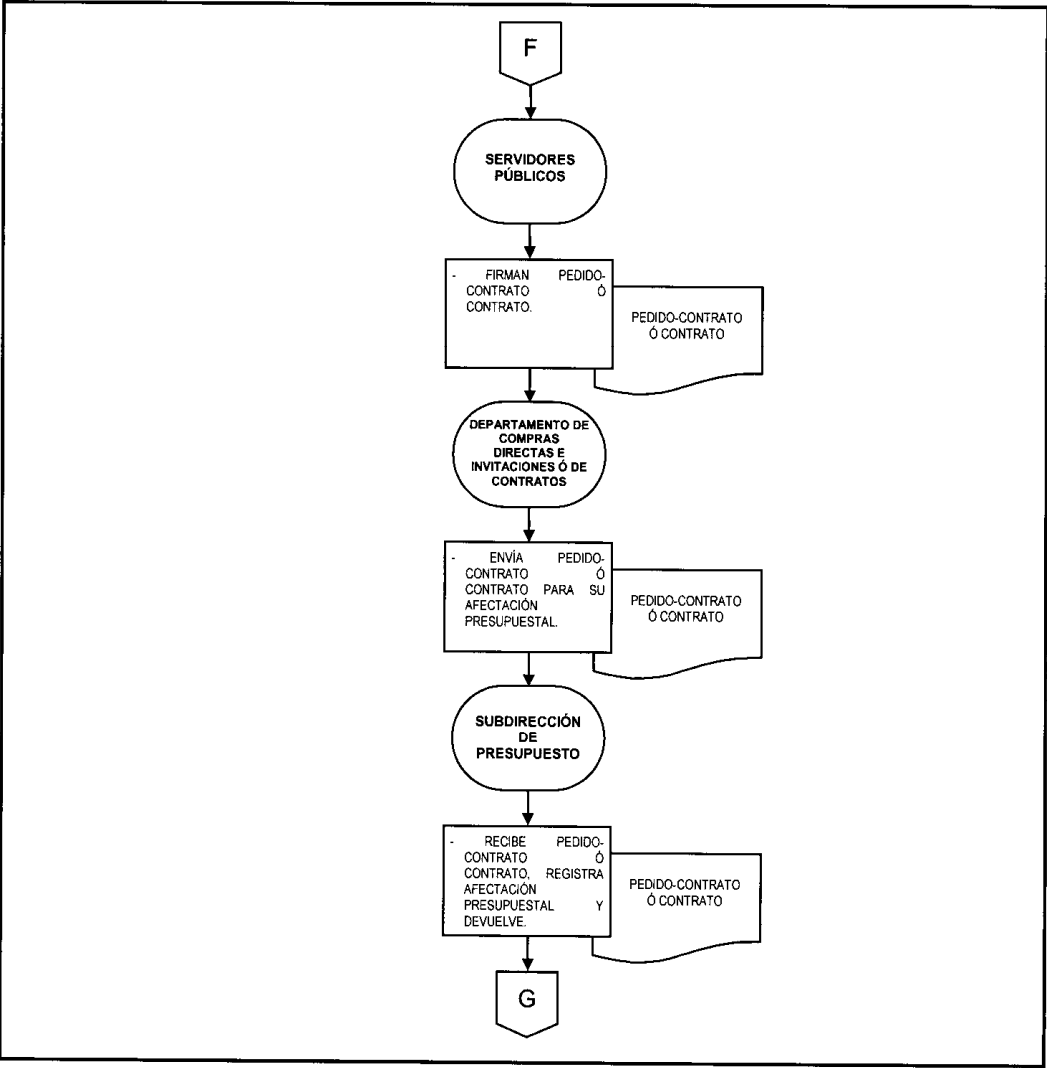 F
SERVIDORES
PÚBLICOS
- FIRMAN PEDIDO-
CONTRATO Ó
CONTRATO.
PEDIDO-CONTRATO
Ó CONTRATO
DEPARTAMENTO DE
COMPRAS
DIRECTAS E
INVITACIONES Ó DE
CONTRATOS
- ENVÍA PEDIDO-
CONTRATO Ó
CONTRATO PARA SU
AFECTACIÓN
PRESUPUESTAL.
PEDIDO-CONTRATO
Ó CONTRATO
SUBDIRECCIÓN
DE
PRESUPUESTO
- RECIBE PEDIDO-
CONTRATO Ó
CONTRATO, REGISTRA
AFECTACIÓN
PRESUPUESTAL Y
DEVUELVE.
PEDIDO-CONTRATO
Ó CONTRATO
G